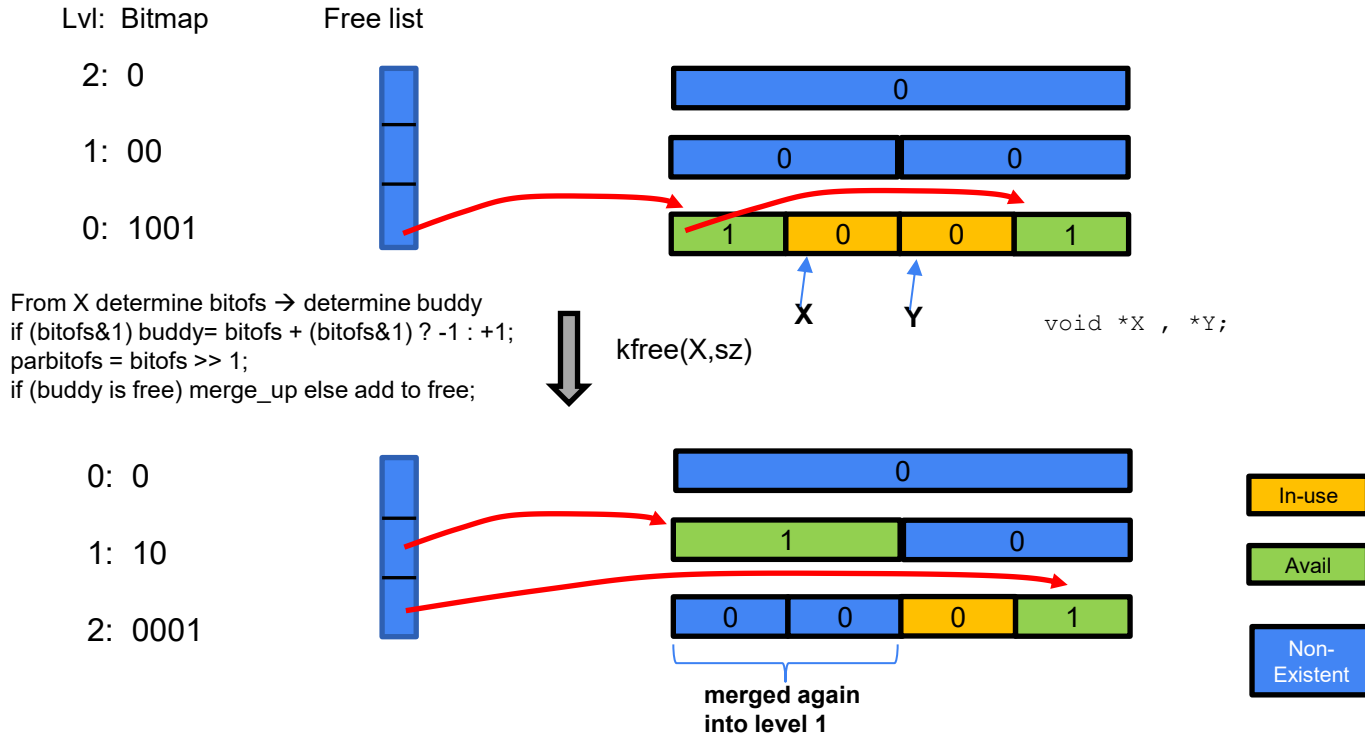 Lvl: Bitmap
Free list
2: 0
0
1: 00
0 0
0: 1001
1 0 0 1
X Y
void *X , *Y;
From X determine bitofs → determine buddy
if (bitofs&1) buddy= bitofs + (bitofs&1) ? -1 : +1;
parbitofs = bitofs >> 1;
if (buddy is free) merge_up else add to free;
kfree(X,sz)
0: 0
0
1: 10
1 0
2: 0001
0 0 0 1
merged again
into level 1
In-use
Avail
Non-
Existent